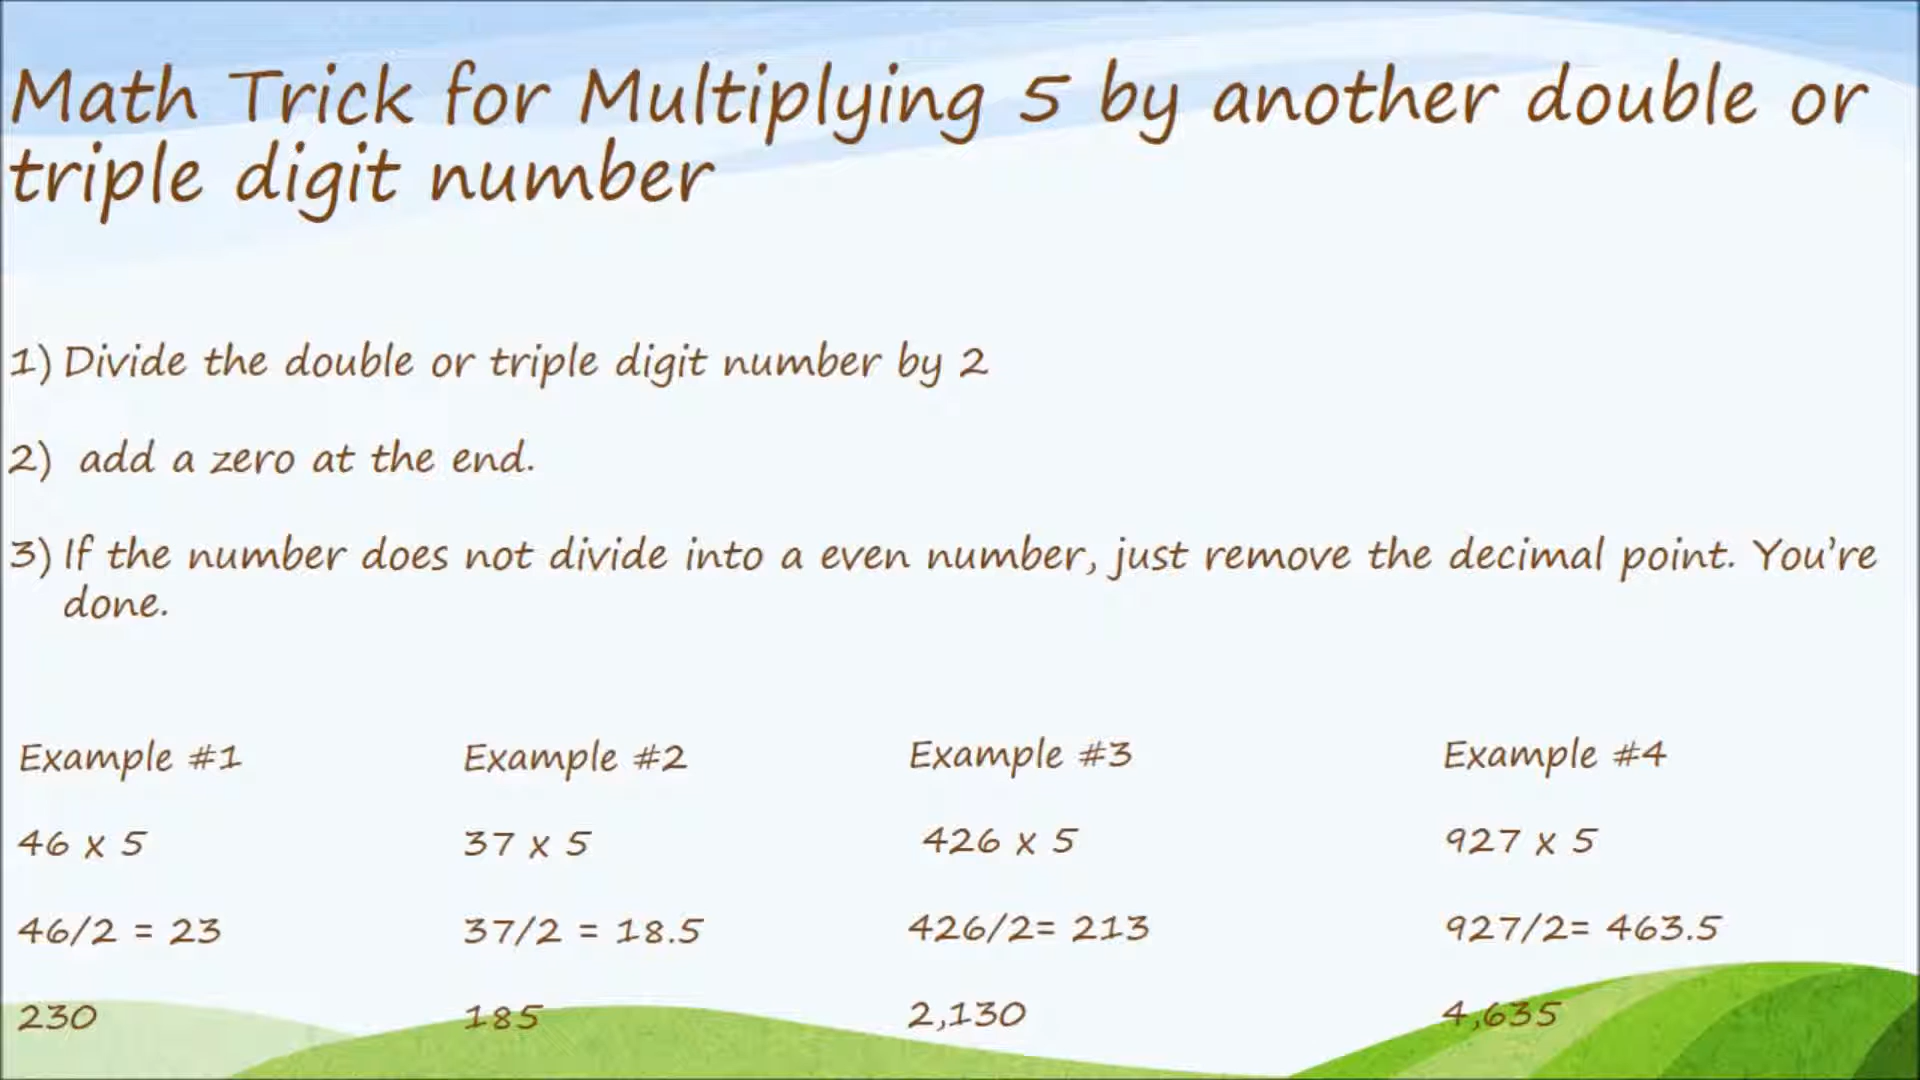 Math Trick for Multiplying 5 by another double or
triple digit number
1) Divide the double or triple digit number by 2
2) add a zero at the end.
3) If the number does not divide into a even number, just remove the decimal point. You're
done.
Example #1
46 x 5
46/2 = 23
230
Example #2
37 x 5
37/2 = 18.5
185
Example #3
426 x 5
426/2= 213
2,130
Example #4
927 x 5
927/2= 463.5
4,635